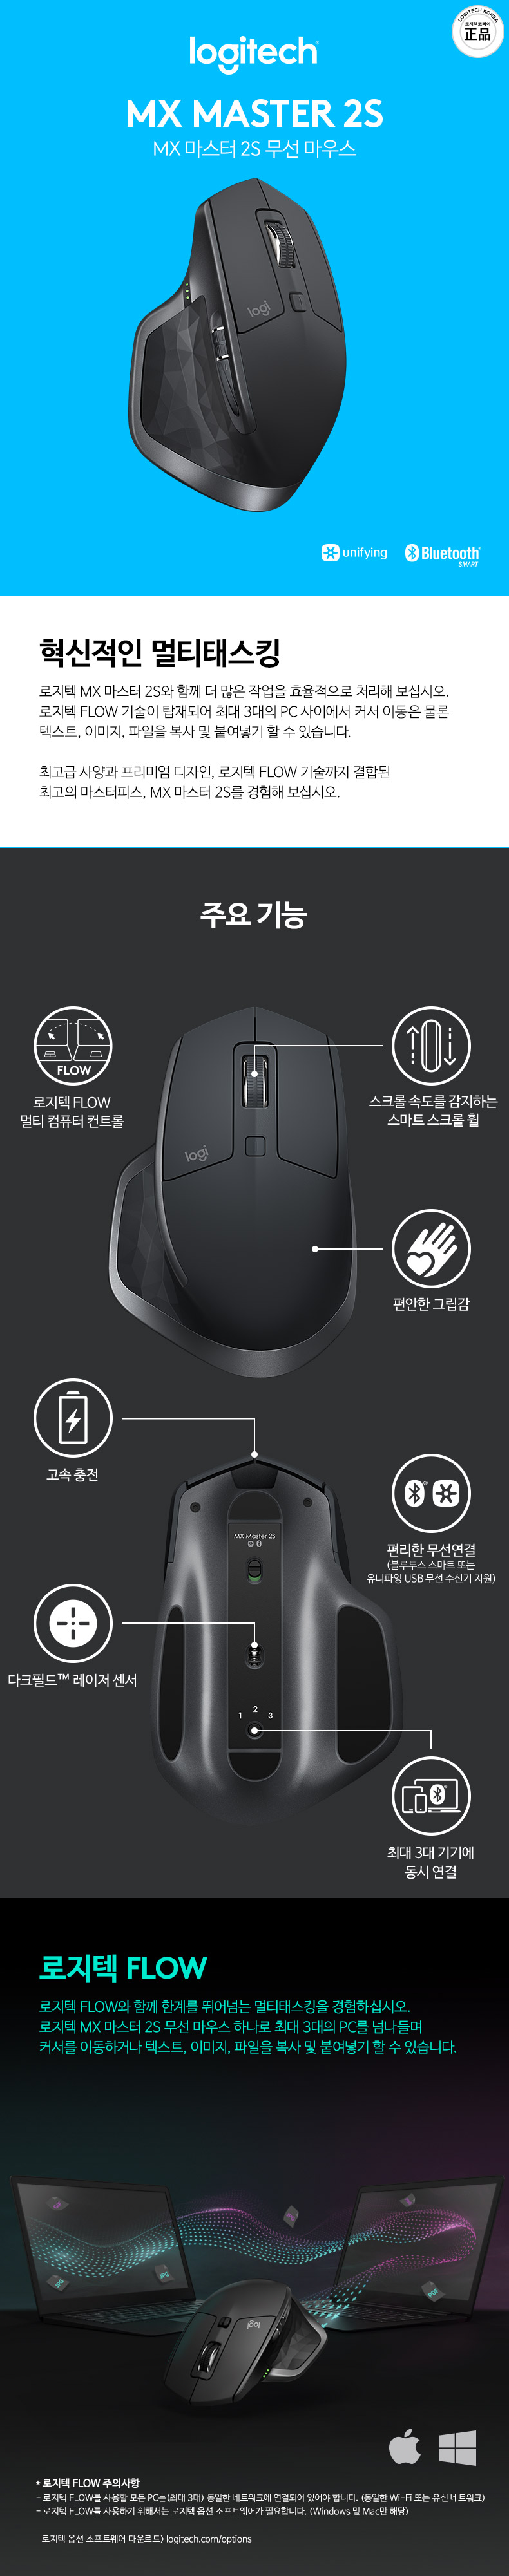 LOGITECH KOREA
로지텍코리아
正品
logitech
MX MASTER 2S
MX 마스터 2S 무선 마우스
logi
unifying
Bluetooth®
SMART
혁신적인 멀티태스킹
로지텍 MX 마스터 2S와 함께 더 많은 작업을 효율적으로 처리해 보십시오.
로지텍 FLOW 기술이 탑재되어 최대 3대의 PC 사이에서 커서 이동은 물론
텍스트, 이미지, 파일을 복사 및 붙여넣기 할 수 있습니다.
최고급 사양과 프리미엄 디자인, 로지텍 FLOW 기술까지 결합된
최고의 마스터피스, MX 마스터 2S를 경험해 보십시오.
주요 기능
FLOW
로지텍 FLOW
멀티 컴퓨터 컨트롤
스크롤 속도를 감지하는
스마트 스크롤 휠
logi
편안한 그립감
고속 충전
MX Master 2S
편리한 무선연결
(블루투스 스마트 또는
유니파잉 USB 무선 수신기 지원)
다크필드™ 레이저 센서
1 2 3
최대 3대 기기에
동시 연결
로지텍 FLOW
로지텍 FLOW와 함께 한계를 뛰어넘는 멀티태스킹을 경험하십시오.
로지텍 MX 마스터 2S 무선 마우스 하나로 최대 3대의 PC를 넘나들며
커서를 이동하거나 텍스트, 이미지, 파일을 복사 및 붙여넣기 할 수 있습니다.
JPG
JPG
PDF
logi
* 로지텍 FLOW 주의사항
- 로지텍 FLOW를 사용할 모든 PC는(최대 3대) 동일한 네트워크에 연결되어 있어야 합니다. (동일한 Wi-Fi 또는 유선 네트워크)
- 로지텍 FLOW를 사용하기 위해서는 로지텍 옵션 소프트웨어가 필요합니다. (Windows 및 Mac만 해당)
로지텍 옵션 소프트웨어 다운로드> logitech.com/options